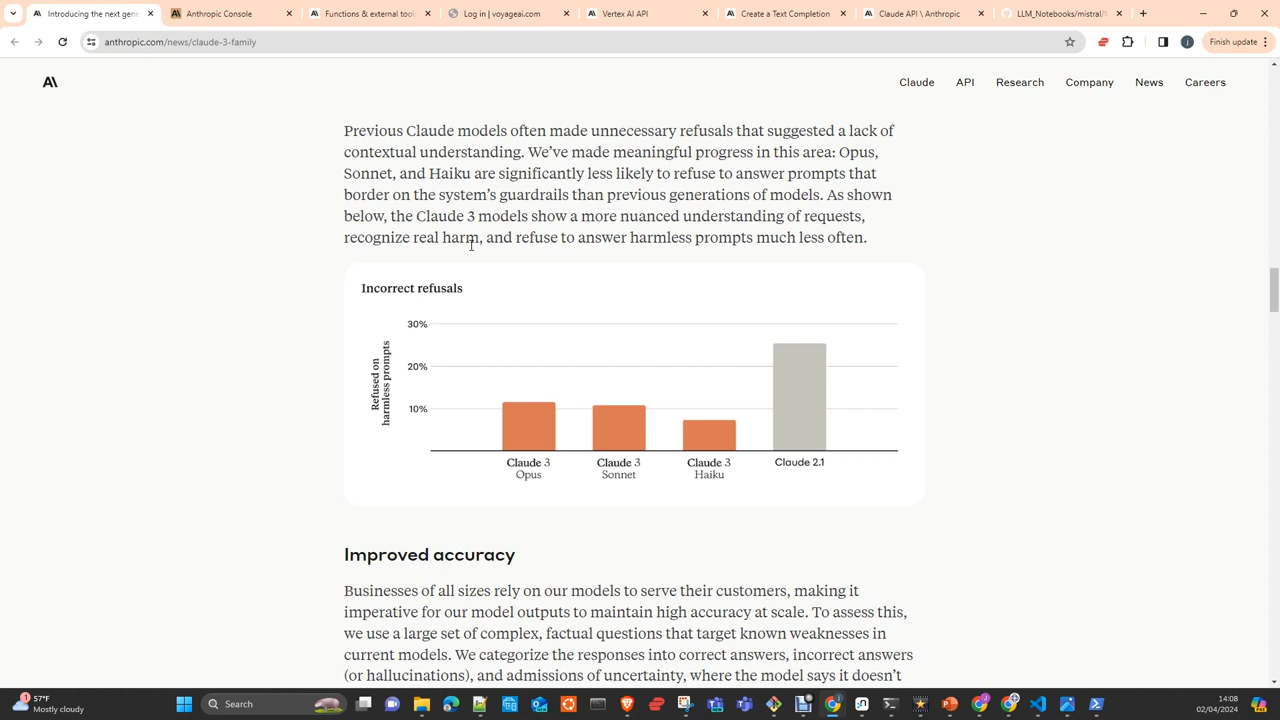 Introducing the next gene
Anthropic Console
Functions & external tool
Log in | voyageai.com
Vertex AI API
Create a Text Completion
Claude API \ Anthropic
LLM_Notebooks/mistral/
anthropic.com/news/claude-3-family
Finish update
Claude
API
Research
Company
News
Careers
Previous Claude models often made unnecessary refusals that suggested a lack of
contextual understanding. We've made meaningful progress in this area: Opus,
Sonnet, and Haiku are significantly less likely to refuse to answer prompts that
border on the system's guardrails than previous generations of models. As shown
below, the Claude 3 models show a more nuanced understanding of requests,
recognize real harm, and refuse to answer harmless prompts much less often.
Incorrect refusals
Refused on
harmless prompts
30%
20%
10%
Claude 3
Opus
Claude 3
Sonnet
Claude 3
Haiku
Claude 2.1
Improved accuracy
Businesses of all sizes rely on our models to serve their customers, making it
imperative for our model outputs to maintain high accuracy at scale. To assess this,
we use a large set of complex, factual questions that target known weaknesses in
current models. We categorize the responses into correct answers, incorrect answers
(or hallucinations), and admissions of uncertainty, where the model says it doesn't
57°F
Mostly cloudy
Search
14:08
02/04/2024